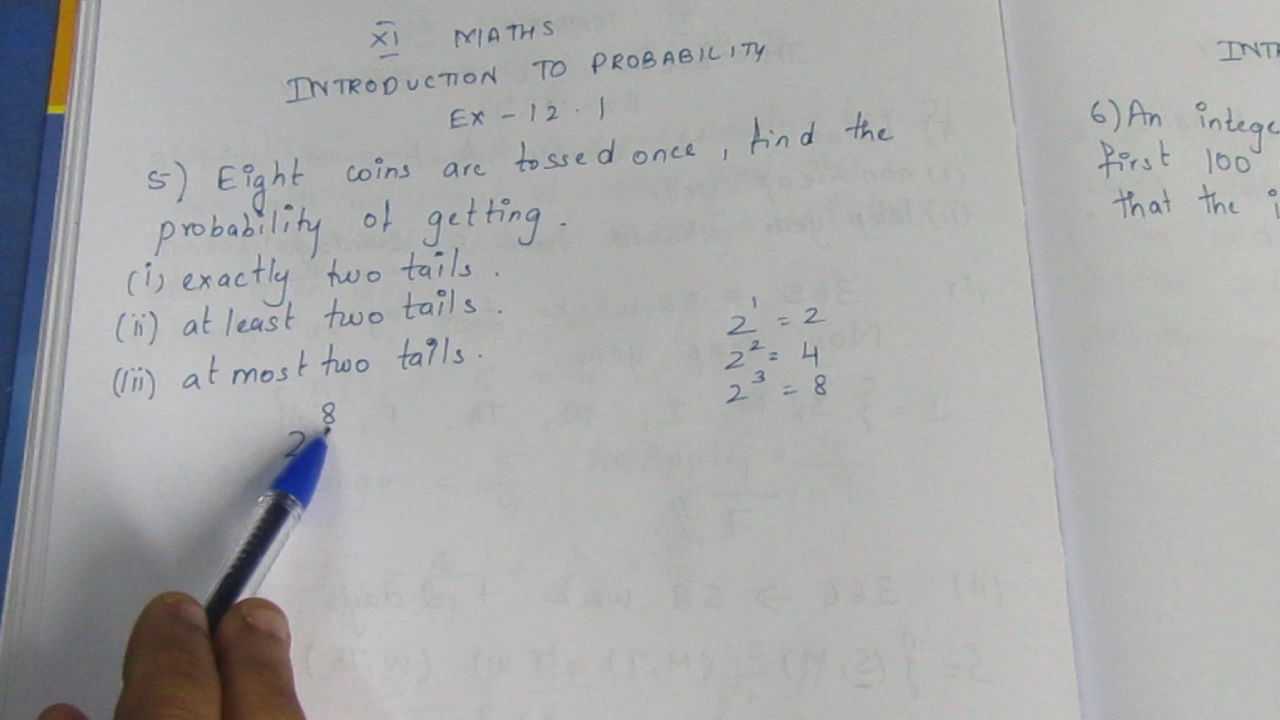 XI MATHS
INTRODUCTION TO PROBABILITY
Ex - 12.1
5) Eight coins are tossed once, find the
probability of getting.
(i) exactly two tails.
(ii) at least two tails.
(iii) at most two tails.
2^8
2^1 = 2
2^2 = 4
2^3 = 8
6) An intege
first 100
that the i